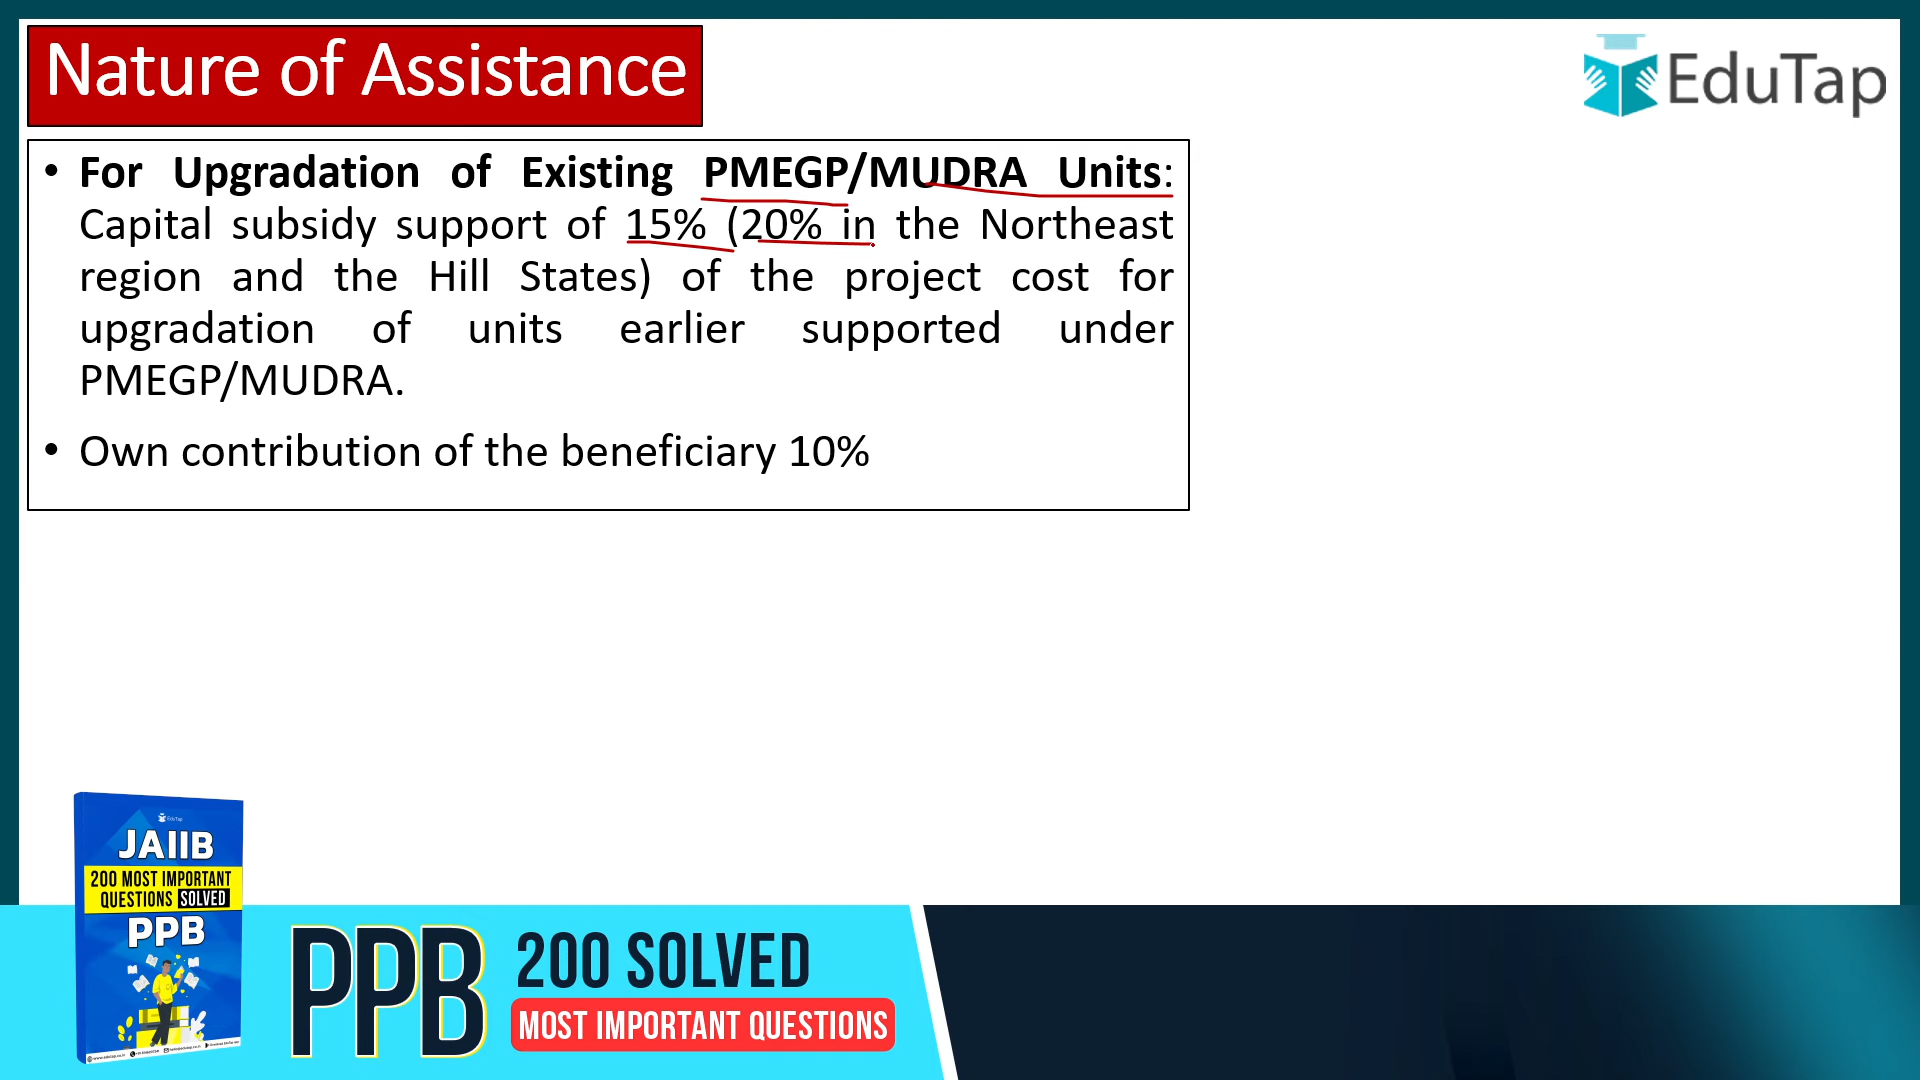 Nature of Assistance
EduTap
• For Upgradation of Existing PMEGP/MUDRA Units:
Capital subsidy support of 15% (20% in the Northeast
region and the Hill States) of the project cost for
upgradation of units earlier supported under
PMEGP/MUDRA.
• Own contribution of the beneficiary 10%
EduTap
JAIIB
200 MOST IMPORTANT
QUESTIONS SOLVED
PPB
PPB
200 SOLVED
MOST IMPORTANT QUESTIONS